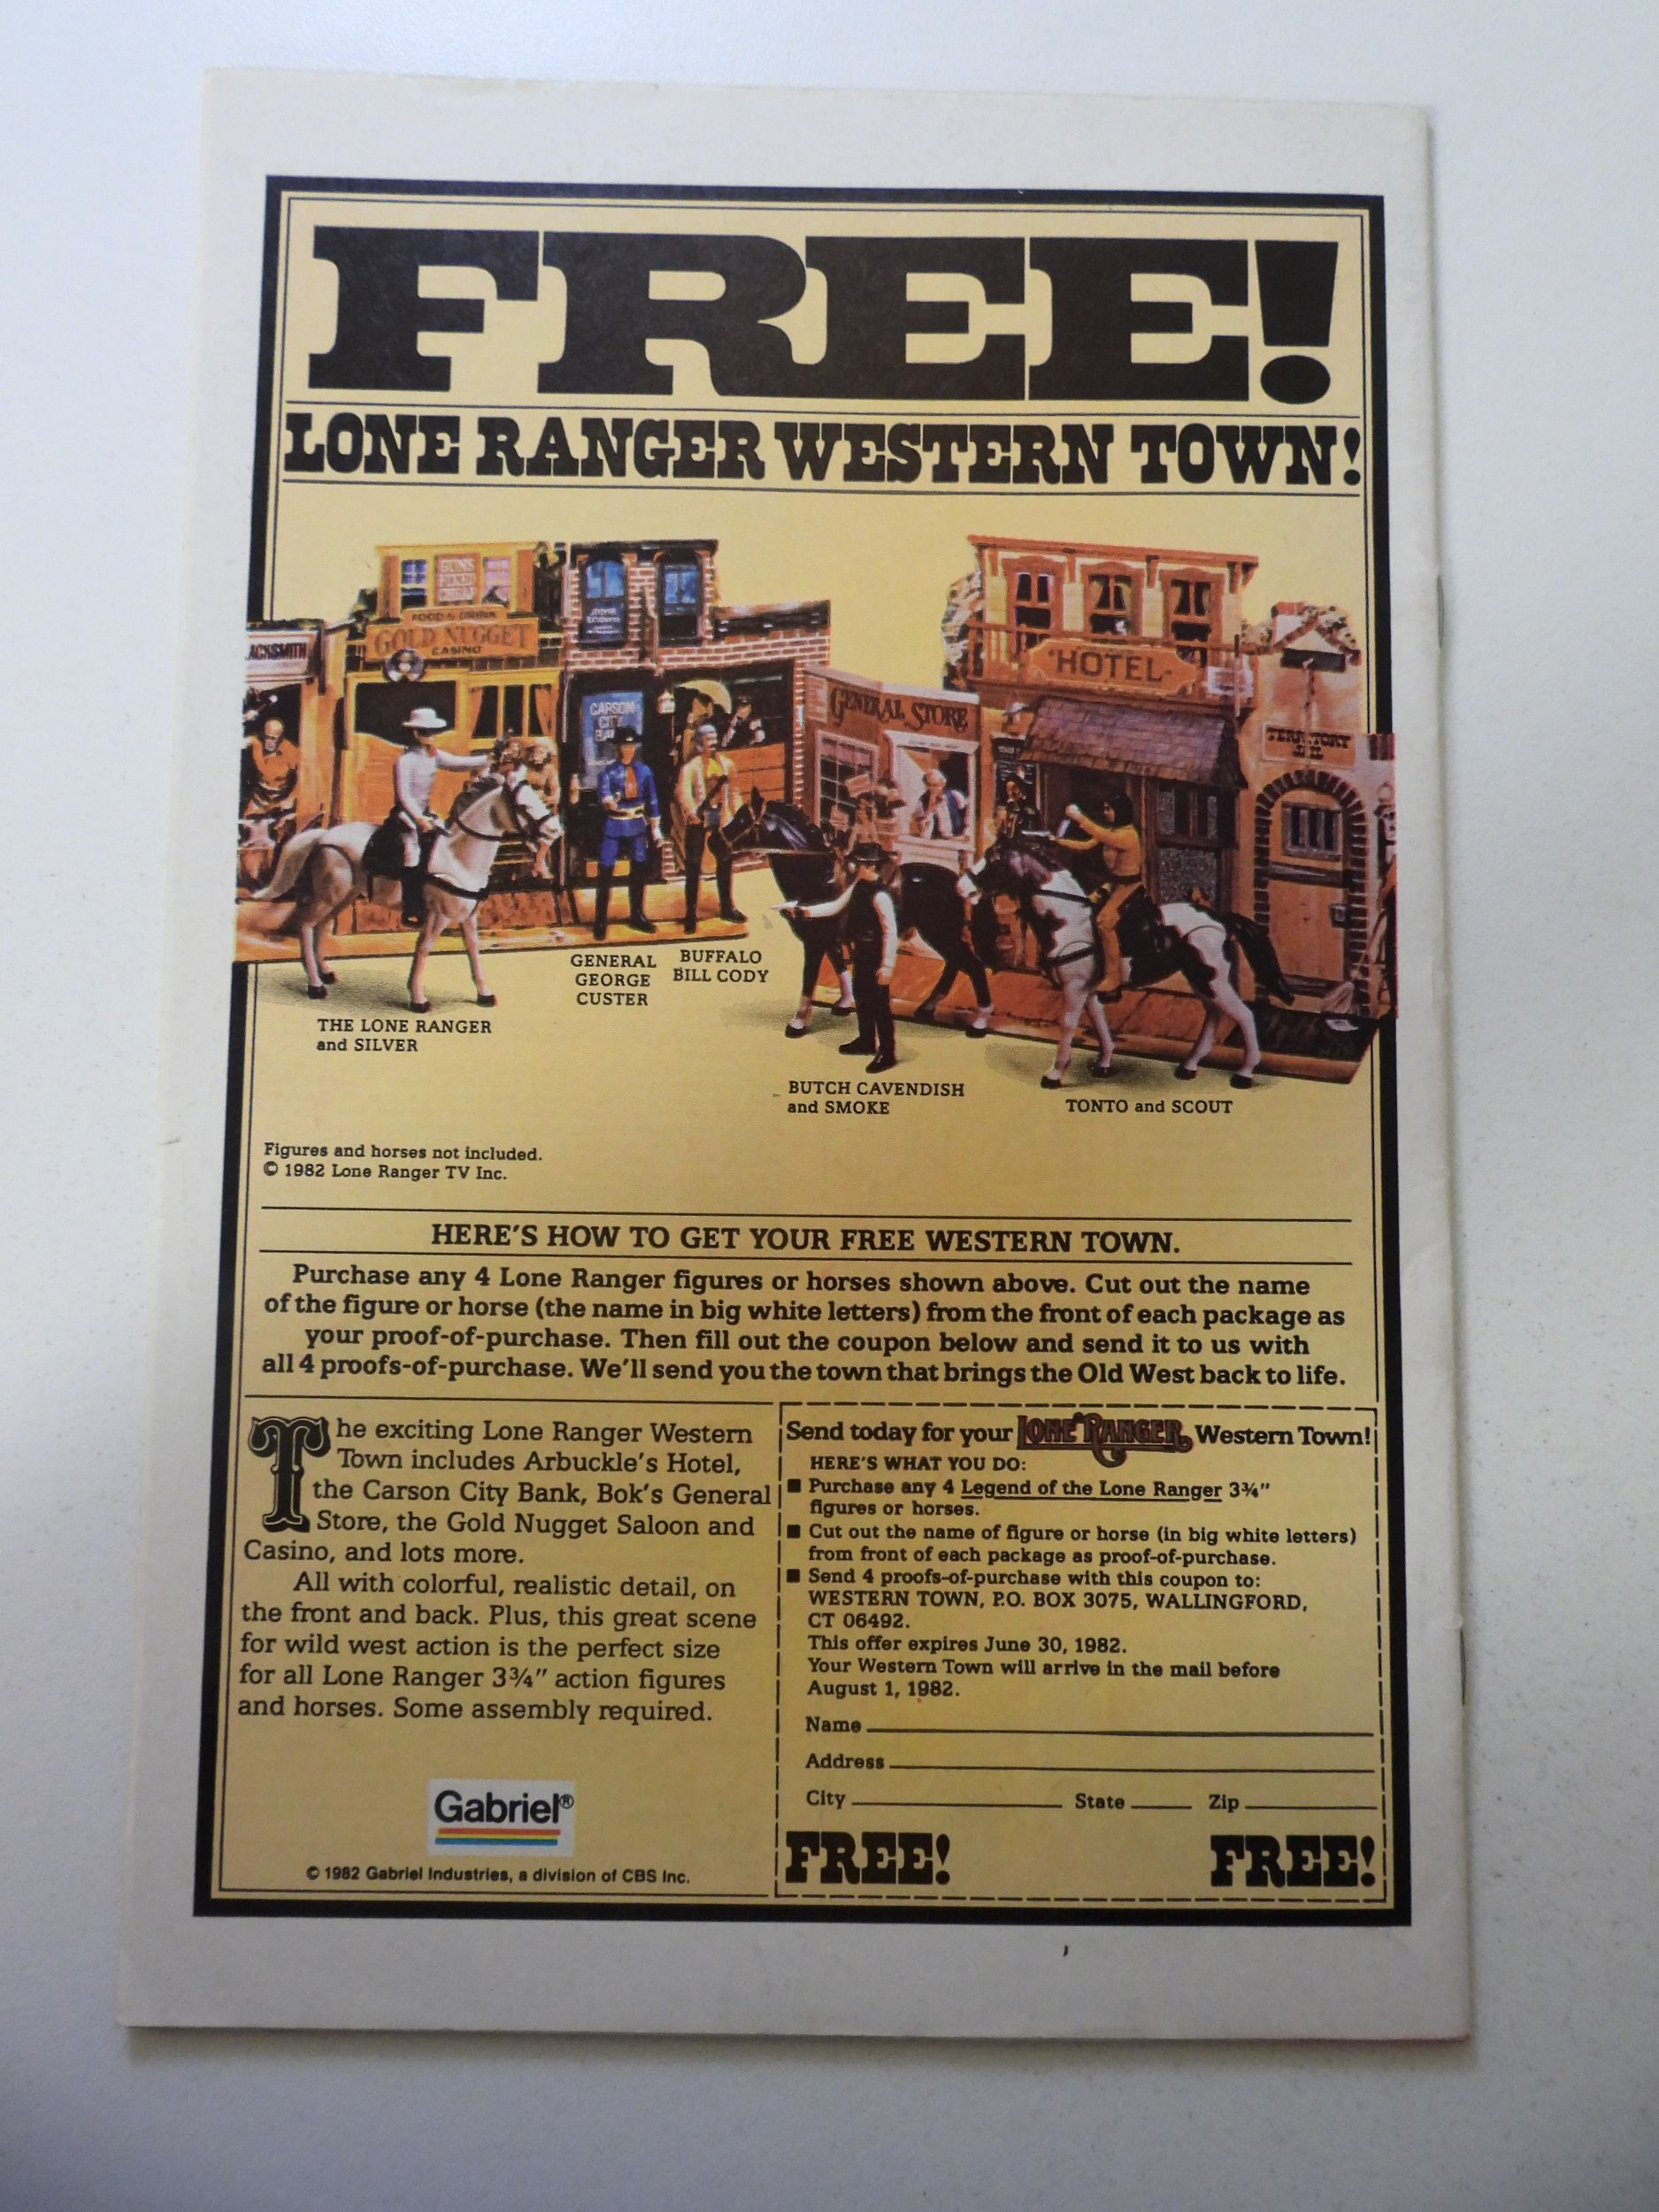 FREE!
LONE RANGER WESTERN TOWN!
GUNS
FIXED
CHEAP
FOOD & DRINK
GOLD NUGGET
CASINO
ACKSMITH
CARSON
CITY
BA
GENERAL STORE
HOTEL
GENERAL
GEORGE
CUSTER
BUFFALO
BILL CODY
THE LONE RANGER
and SILVER
BUTCH CAVENDISH
and SMOKE
TONTO and SCOUT
Figures and horses not included.
© 1982 Lone Ranger TV Inc.
HERE'S HOW TO GET YOUR FREE WESTERN TOWN.
Purchase any 4 Lone Ranger figures or horses shown above. Cut out the name
of the figure or horse (the name in big white letters) from the front of each package as
your proof-of-purchase. Then fill out the coupon below and send it to us with
all 4 proofs-of-purchase. We'll send you the town that brings the Old West back to life.
The exciting Lone Ranger Western
Town includes Arbuckle's Hotel,
the Carson City Bank, Bok's General
Store, the Gold Nugget Saloon and
Casino, and lots more.
All with colorful, realistic detail, on
the front and back. Plus, this great scene
for wild west action is the perfect size
for all Lone Ranger 3¾" action figures
and horses. Some assembly required.
Gabriel®
© 1982 Gabriel Industries, a division of CBS Inc.
Send today for your LONE RANGER Western Town!
HERE'S WHAT YOU DO:
■ Purchase any 4 Legend of the Lone Ranger 3¾"
figures or horses.
■ Cut out the name of figure or horse (in big white letters)
from front of each package as proof-of-purchase.
■ Send 4 proofs-of-purchase with this coupon to:
WESTERN TOWN, P.O. BOX 3075, WALLINGFORD,
CT 06492.
This offer expires June 30, 1982.
Your Western Town will arrive in the mail before
August 1, 1982.
Name
Address
City State Zip
FREE! FREE!